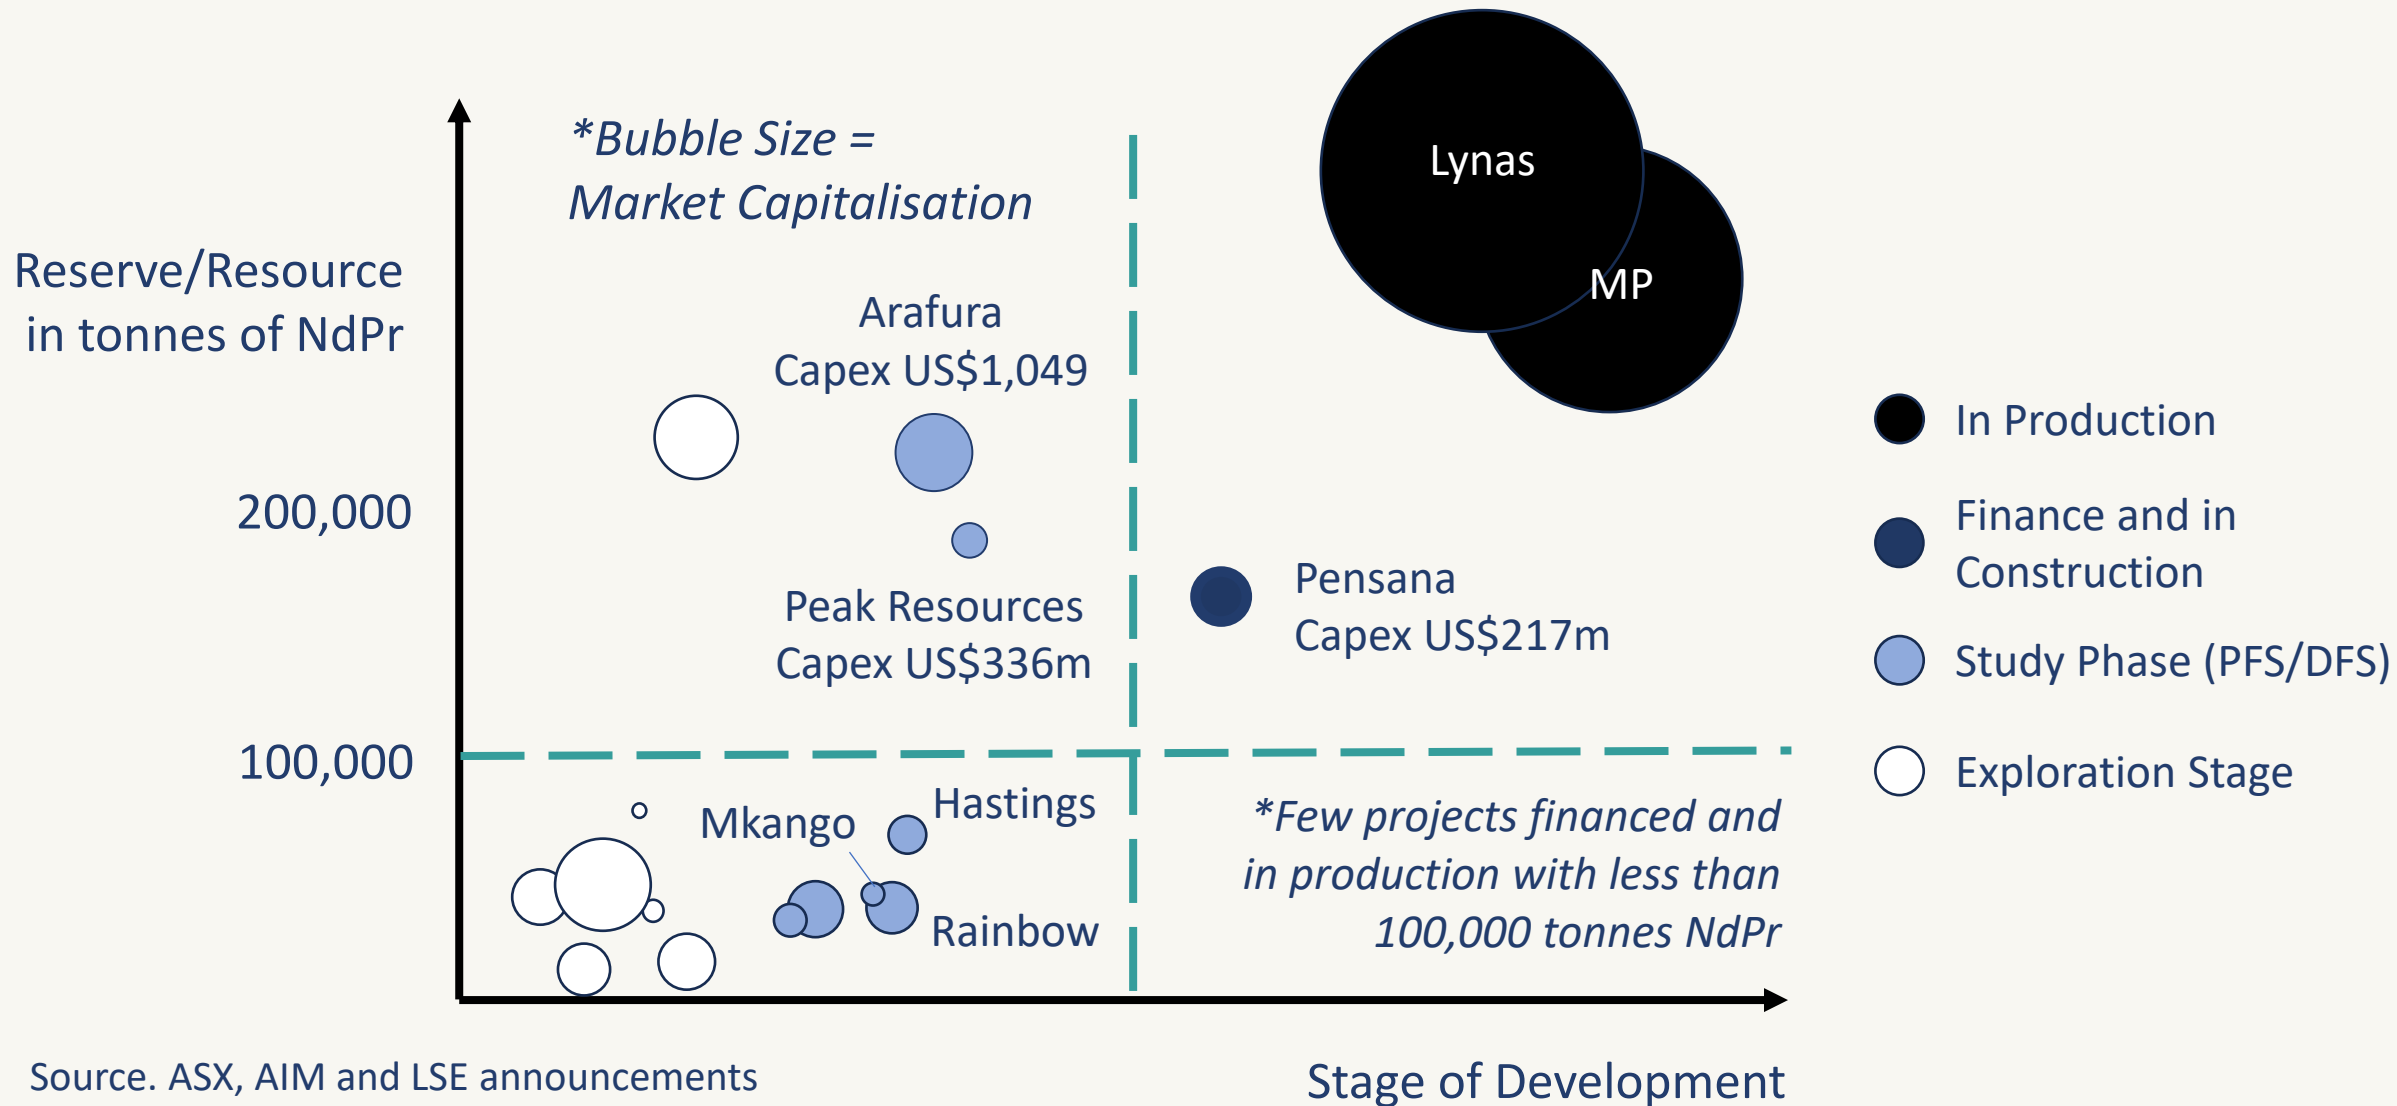 *Bubble Size =
Market Capitalisation
Reserve/Resource
in tonnes of NdPr
200,000
100,000
Lynas
MP
Arafura
Capex US$1,049
Peak Resources
Capex US$336m
Pensana
Capex US$217m
Mkango
Hastings
Rainbow
*Few projects financed and
in production with less than
100,000 tonnes NdPr
In Production
Finance and in
Construction
Study Phase (PFS/DFS)
Exploration Stage
Source. ASX, AIM and LSE announcements
Stage of Development